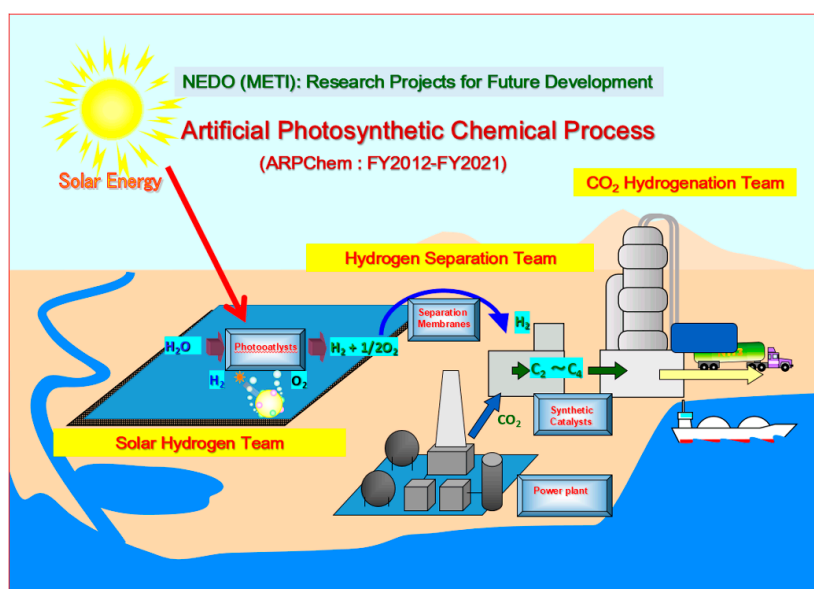 NEDO (METI): Research Projects for Future Development
Artificial Photosynthetic Chemical Process
(ARPChem : FY2012-FY2021)
Solar Energy
CO₂ Hydrogenation Team
Hydrogen Separation Team
Separation
Membranes
H₂
H₂O
Photooatlysts
H₂ + 1/2O₂
H₂
O₂
C₂ ～ C₄
CO₂
Synthetic
Catalysts
Solar Hydrogen Team
Power plant